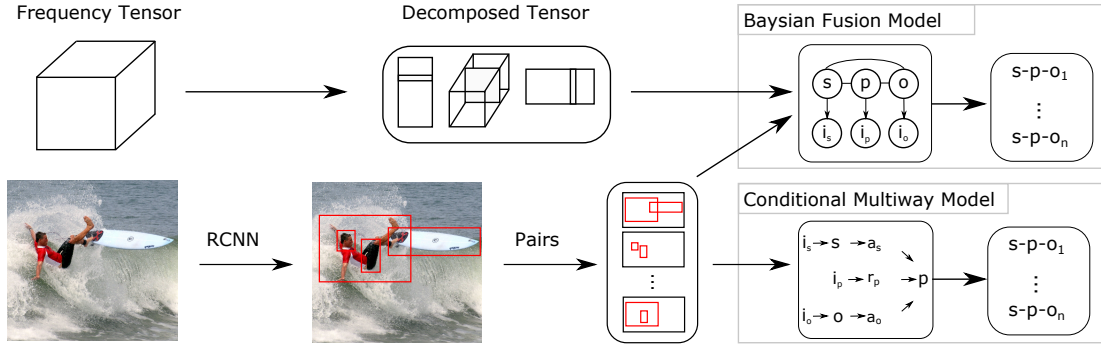 Frequency Tensor
Decomposed Tensor
Baysian Fusion Model
s p o
i_s i_p i_o
s-p-o_1
⋮
s-p-o_n
RCNN
Pairs
⋮
Conditional Multiway Model
i_s → s → a_s
i_p → r_p → p
i_o → o → a_o
s-p-o_1
⋮
s-p-o_n